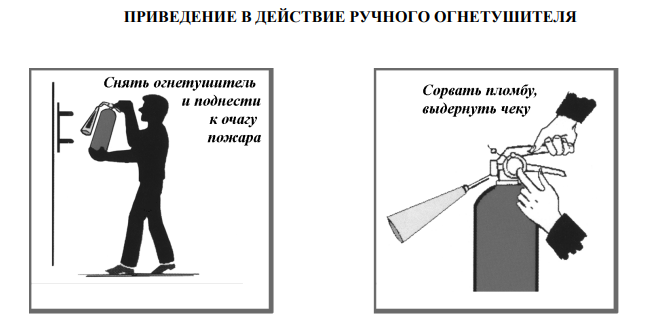 ПРИВЕДЕНИЕ В ДЕЙСТВИЕ РУЧНОГО ОГНЕТУШИТЕЛЯ
Снять огнетушитель
и поднести
к очагу
пожара
Сорвать пломбу,
выдернуть чеку